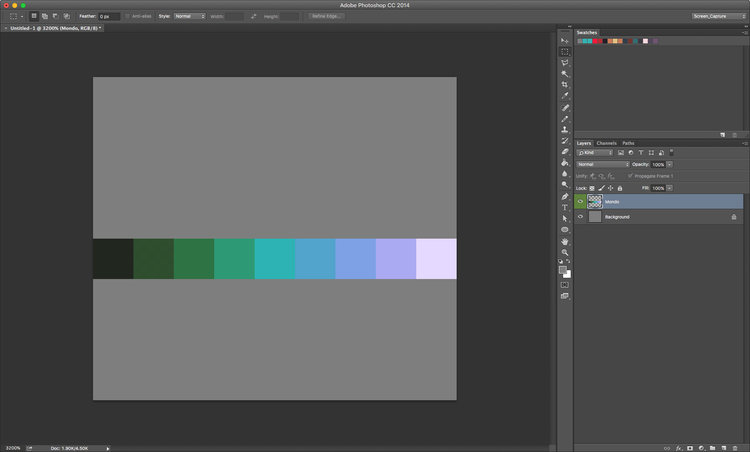 Adobe Photoshop CC 2014
Feather: 0 px Anti-alias Style: Normal Width: Height: Refine Edge... Screen_Capture
Untitled-1 @ 3200% (Mondo, RGB/8) *
Swatches
Layers Channels Paths
Kind
Normal Opacity: 100%
Unify: Propagate Frame 1
Lock: Fill: 100%
Mondo
Background
3200% Doc: 1.90K/4.50K
fx